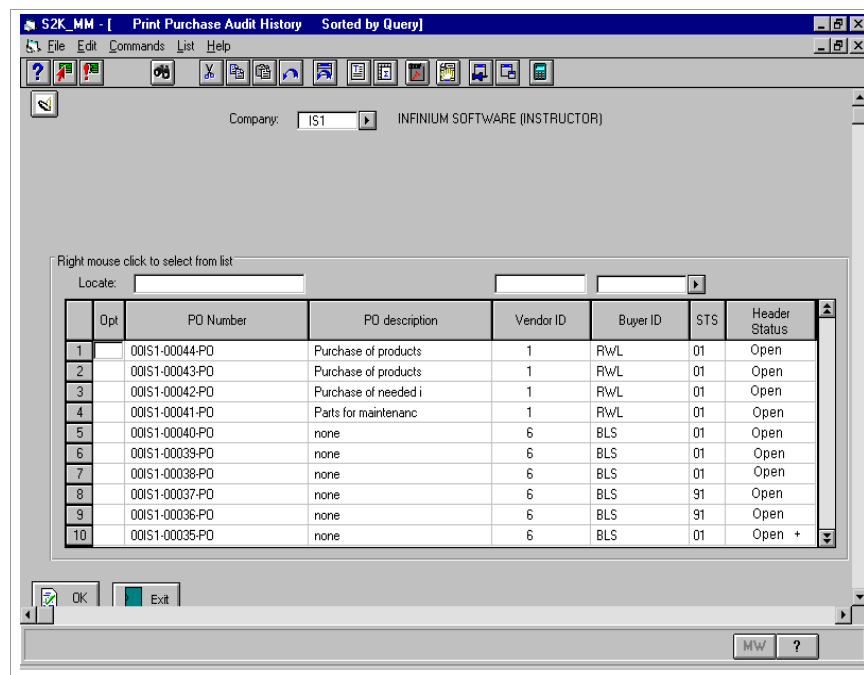 S2K_MM - [ Print Purchase Audit History Sorted by Query]
File Edit Commands List Help
Company: IS1 INFINIUM SOFTWARE (INSTRUCTOR)
Right mouse click to select from list
Locate:
Opt PO Number PO description Vendor ID Buyer ID STS Header Status
1 00IS1-00044-PO Purchase of products 1 RWL 01 Open
2 00IS1-00043-PO Purchase of products 1 RWL 01 Open
3 00IS1-00042-PO Purchase of needed i 1 RWL 01 Open
4 00IS1-00041-PO Parts for maintenanc 1 RWL 01 Open
5 00IS1-00040-PO none 6 BLS 01 Open
6 00IS1-00039-PO none 6 BLS 01 Open
7 00IS1-00038-PO none 6 BLS 01 Open
8 00IS1-00037-PO none 6 BLS 91 Open
9 00IS1-00036-PO none 6 BLS 91 Open
10 00IS1-00035-PO none 6 BLS 01 Open +
OK Exit
MW ?